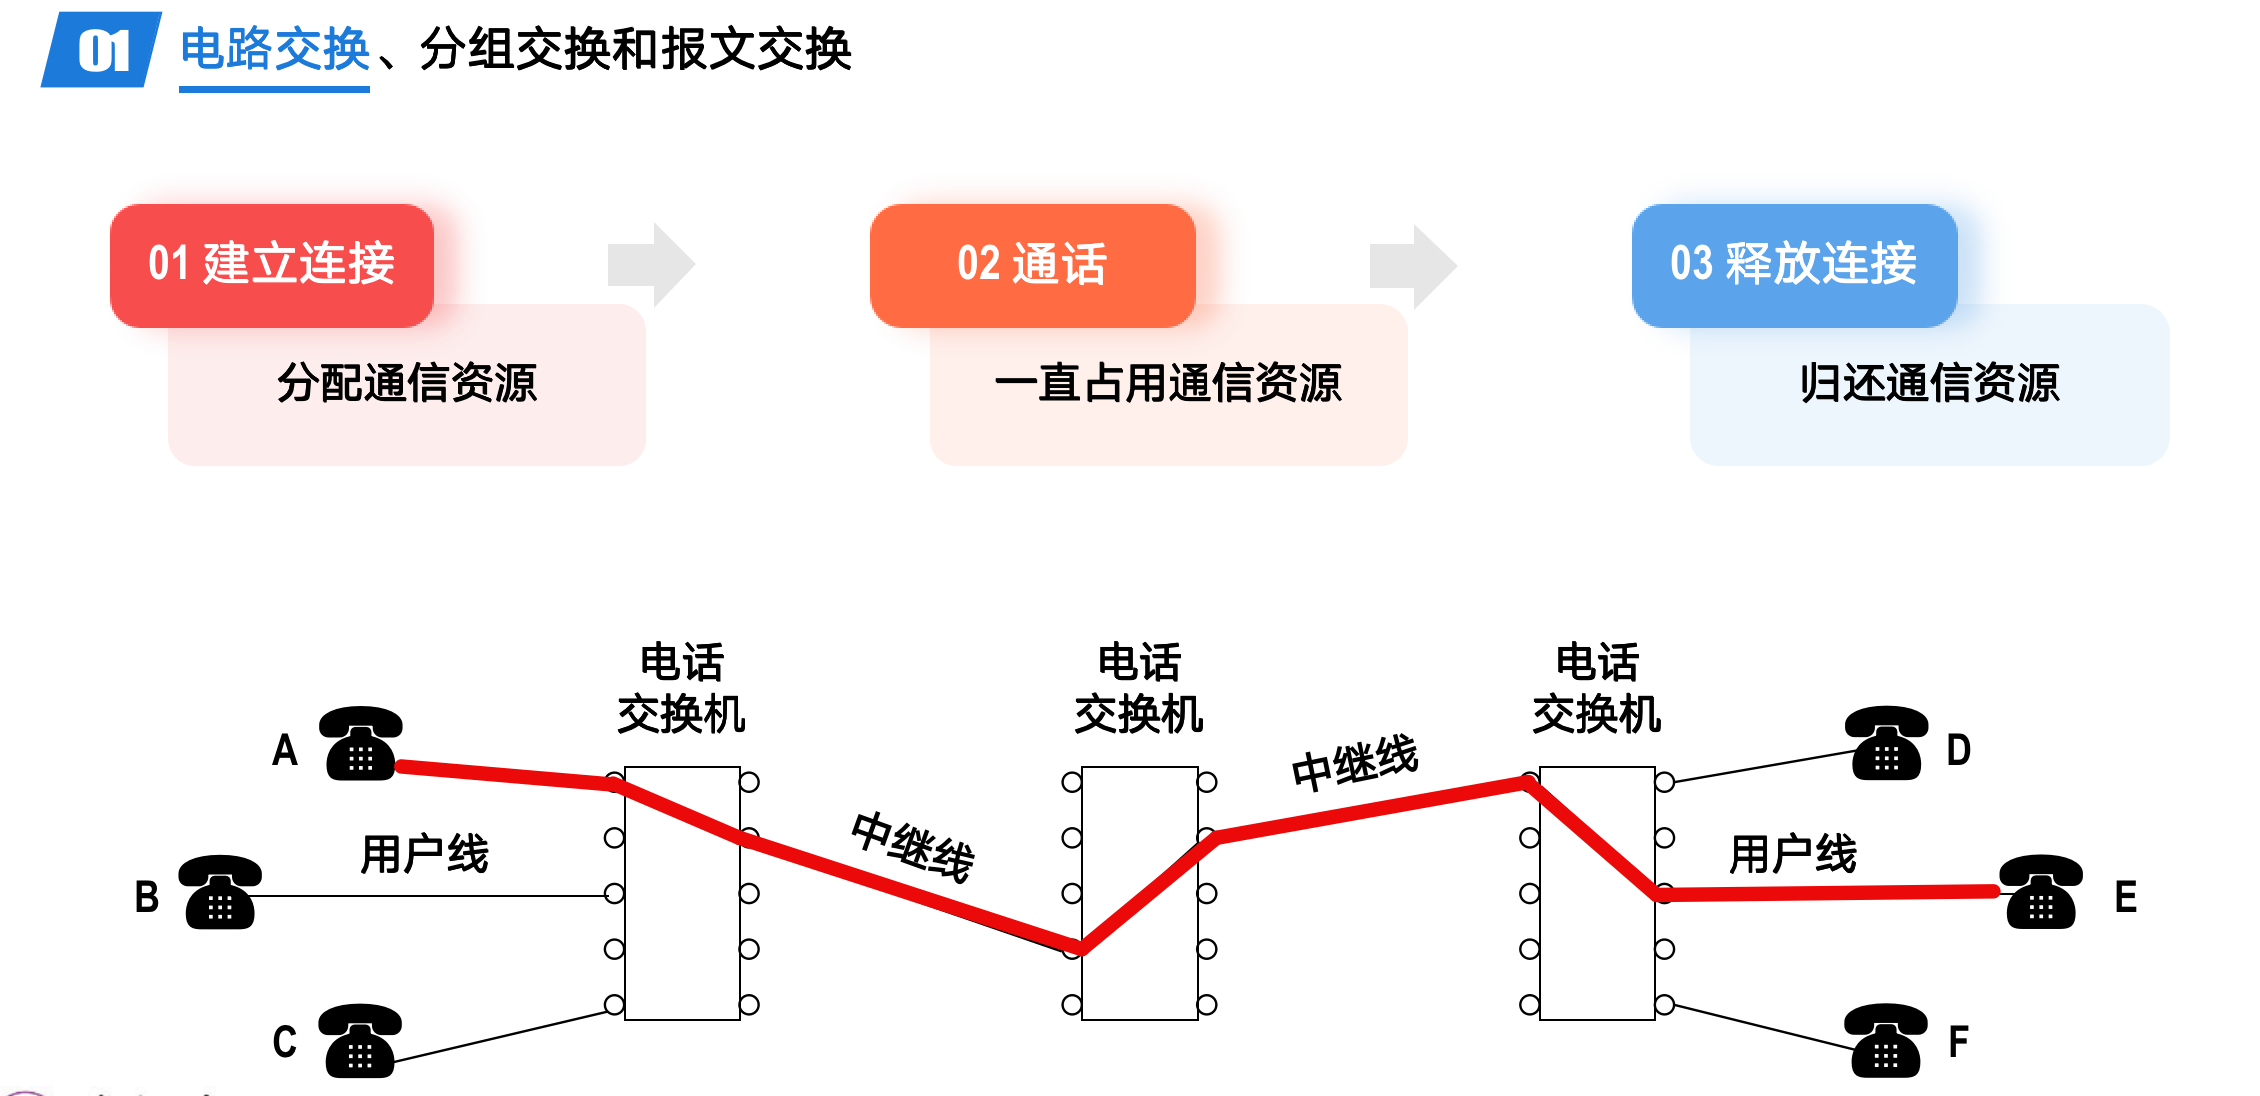 01 电路交换、分组交换和报文交换
01 建立连接
02 通话
03 释放连接
分配通信资源
一直占用通信资源
归还通信资源
电话
交换机
电话
交换机
电话
交换机
A
中继线
D
中继线
用户线
用户线
B
E
C
F